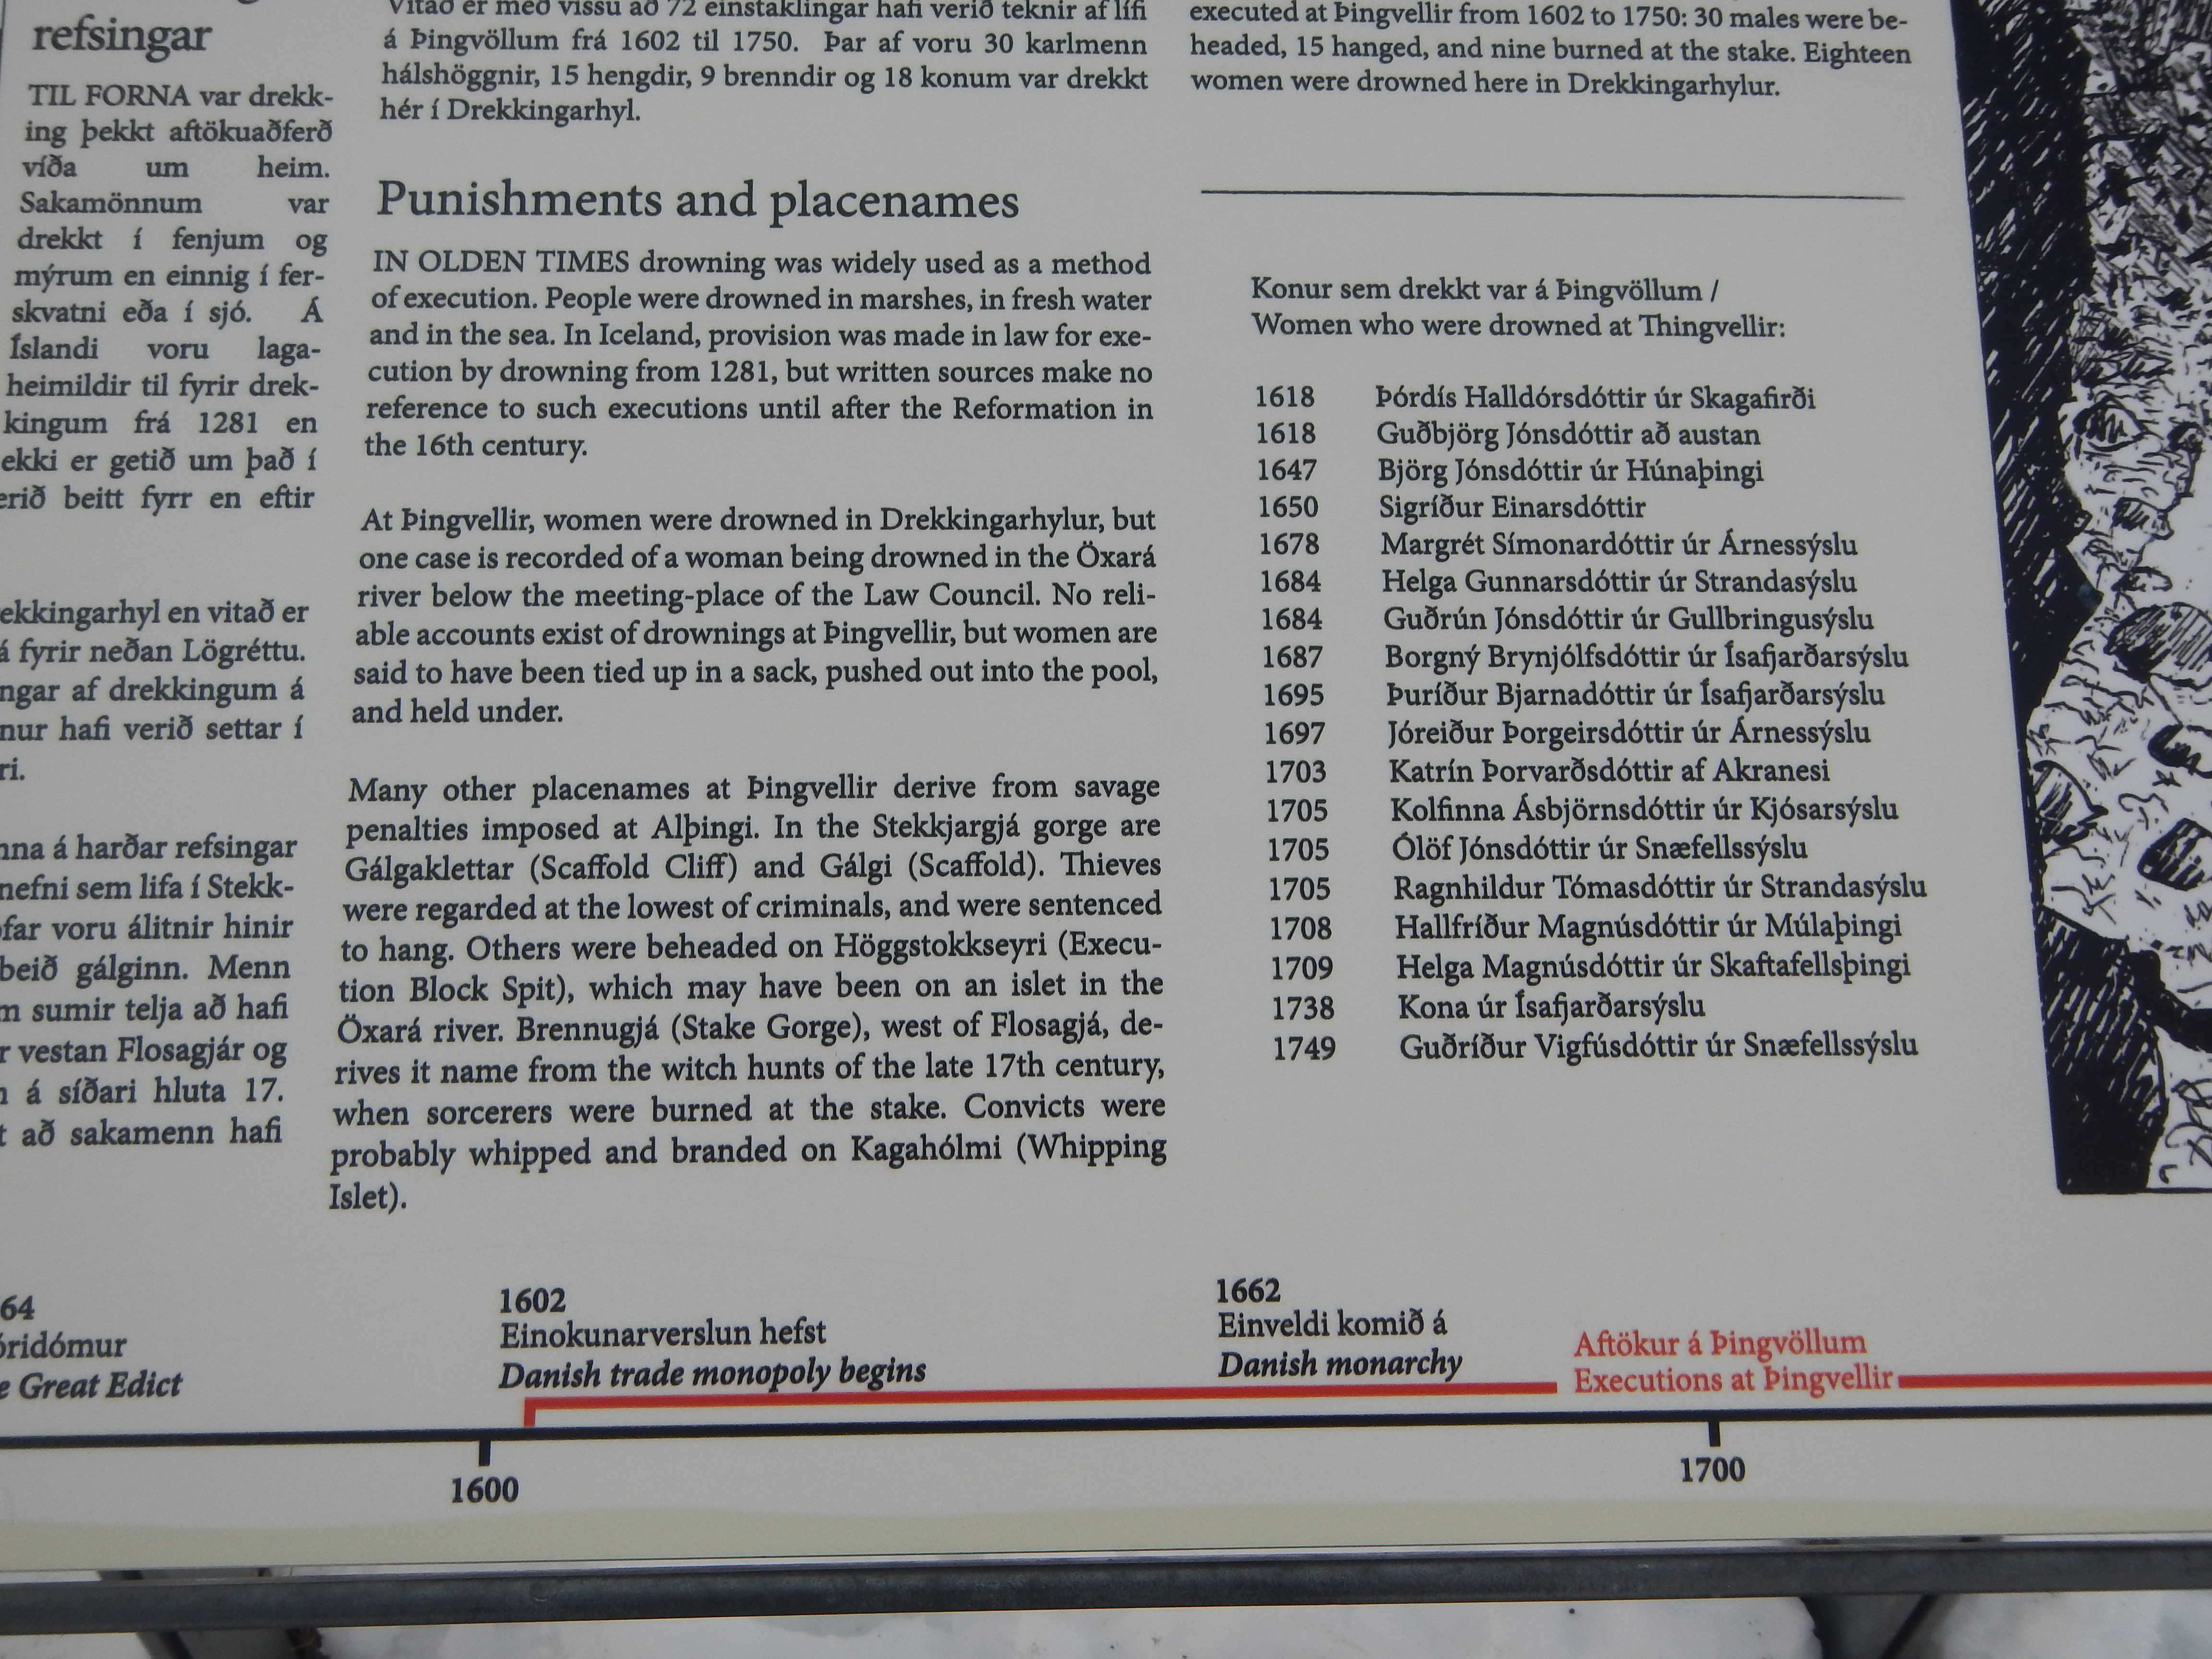 refsingar
TIL FORNA var drekk-
ing þekkt aftökuaðferð
víða um heim.
Sakamönnum var
drekkt í fenjum og
mýrum en einnig í fer-
skvatni eða í sjó. Á
Íslandi voru laga-
heimildir til fyrir drek-
kingum frá 1281 en
ekki er getið um það í
erið beitt fyrr en eftir
ekkingarhyl en vitað er
á fyrir neðan Lögréttu.
ngar af drekkingum á
nur hafi verið settar í
ri.
nna á harðar refsingar
nefni sem lifa í Stekk-
ofar voru álitnir hinir
beið gálginn. Menn
m sumir telja að hafi
r vestan Flosagjár og
n á síðari hluta 17.
t að sakamenn hafi
Vitað er með vissu að 72 einstaklingar hafi verið teknir af lífi
á Þingvöllum frá 1602 til 1750. Þar af voru 30 karlmenn
hálshöggnir, 15 hengdir, 9 brenndir og 18 konum var drekkt
hér í Drekkingarhyl.
Punishments and placenames
IN OLDEN TIMES drowning was widely used as a method
of execution. People were drowned in marshes, in fresh water
and in the sea. In Iceland, provision was made in law for exe-
cution by drowning from 1281, but written sources make no
reference to such executions until after the Reformation in
the 16th century.
At Þingvellir, women were drowned in Drekkingarhylur, but
one case is recorded of a woman being drowned in the Öxará
river below the meeting-place of the Law Council. No reli-
able accounts exist of drownings at Þingvellir, but women are
said to have been tied up in a sack, pushed out into the pool,
and held under.
Many other placenames at Þingvellir derive from savage
penalties imposed at Alþingi. In the Stekkjargjá gorge are
Gálgaklettar (Scaffold Cliff) and Gálgi (Scaffold). Thieves
were regarded at the lowest of criminals, and were sentenced
to hang. Others were beheaded on Höggstokkseyri (Execu-
tion Block Spit), which may have been on an islet in the
Öxará river. Brennugjá (Stake Gorge), west of Flosagjá, de-
rives it name from the witch hunts of the late 17th century,
when sorcerers were burned at the stake. Convicts were
probably whipped and branded on Kagahólmi (Whipping
Islet).
executed at Þingvellir from 1602 to 1750: 30 males were be-
headed, 15 hanged, and nine burned at the stake. Eighteen
women were drowned here in Drekkingarhylur.
Konur sem drekkt var á Þingvöllum /
Women who were drowned at Thingvellir:
1618 Þórdís Halldórsdóttir úr Skagafirði
1618 Guðbjörg Jónsdóttir að austan
1647 Björg Jónsdóttir úr Húnaþingi
1650 Sigríður Einarsdóttir
1678 Margrét Símonardóttir úr Árnessýslu
1684 Helga Gunnarsdóttir úr Strandasýslu
1684 Guðrún Jónsdóttir úr Gullbringusýslu
1687 Borgný Brynjólfsdóttir úr Ísafjarðarsýslu
1695 Þuríður Bjarnadóttir úr Ísafjarðarsýslu
1697 Jóreiður Þorgeirsdóttir úr Árnessýslu
1703 Katrín Þorvarðsdóttir af Akranesi
1705 Kolfinna Ásbjörnsdóttir úr Kjósarsýslu
1705 Ólöf Jónsdóttir úr Snæfellssýslu
1705 Ragnhildur Tómasdóttir úr Strandasýslu
1708 Hallfríður Magnúsdóttir úr Múlaþingi
1709 Helga Magnúsdóttir úr Skaftafellsþingi
1738 Kona úr Ísafjarðarsýslu
1749 Guðríður Vigfúsdóttir úr Snæfellssýslu
64
óridómur
e Great Edict
1602
Einokunarverslun hefst
Danish trade monopoly begins
1662
Einveldi komið á
Danish monarchy
Aftökur á Þingvöllum
Executions at Þingvellir
1600
1700